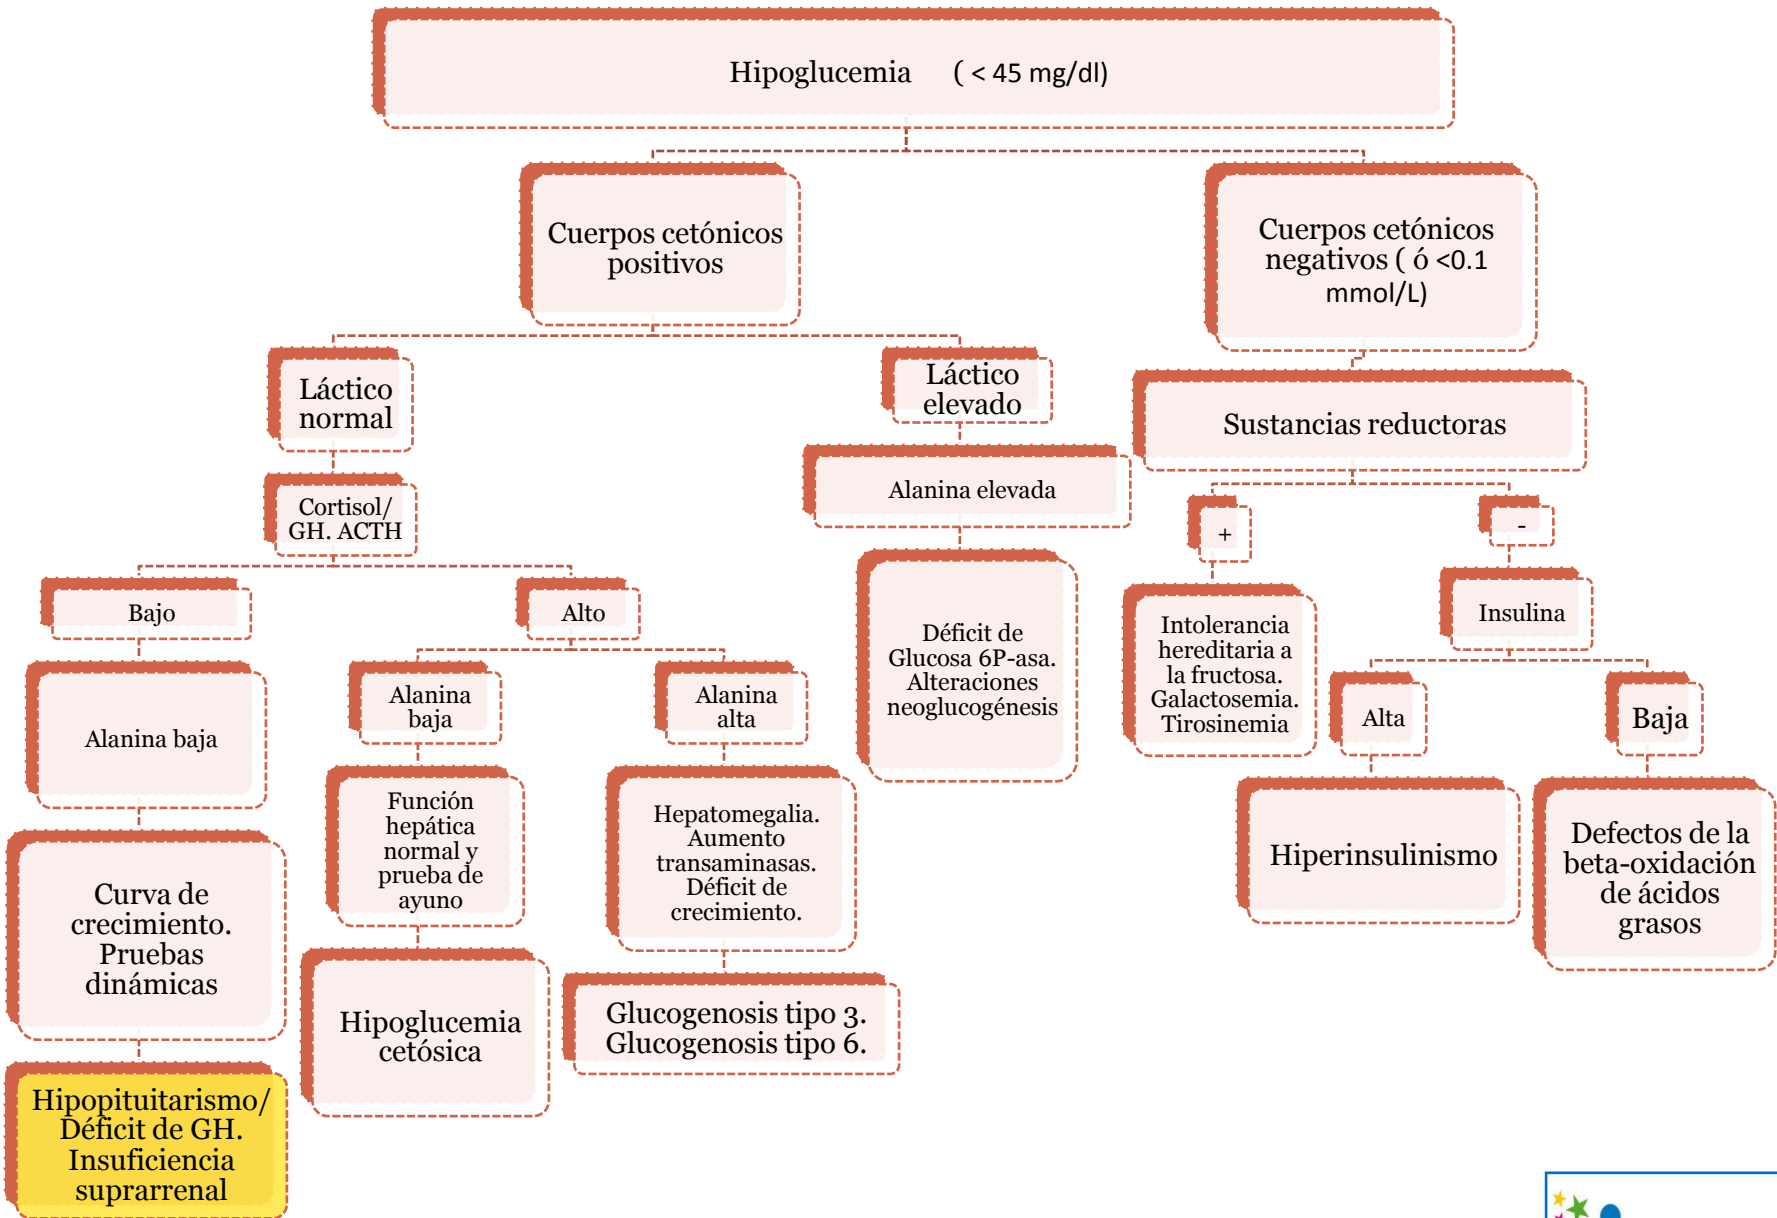 Hipoglucemia ( < 45 mg/dl)
Cuerpos cetónicos
positivos
Cuerpos cetónicos
negativos ( ó <0.1
mmol/L)
Láctico
normal
Láctico
elevado
Sustancias reductoras
Cortisol/
GH. ACTH
Alanina elevada
+
-
Bajo
Alto
Déficit de
Glucosa 6P-asa.
Alteraciones
neoglucogénesis
Intolerancia
hereditaria a
la fructosa.
Galactosemia.
Tirosinemia
Insulina
Alanina baja
Alanina
baja
Alanina
alta
Alta
Baja
Curva de
crecimiento.
Pruebas
dinámicas
Función
hepática
normal y
prueba de
ayuno
Hepatomegalia.
Aumento
transaminasas.
Déficit de
crecimiento.
Hiperinsulinismo
Defectos de la
beta-oxidación
de ácidos
grasos
Hipopituitarismo/
Déficit de GH.
Insuficiencia
suprarrenal
Hipoglucemia
cetósica
Glucogenosis tipo 3.
Glucogenosis tipo 6.